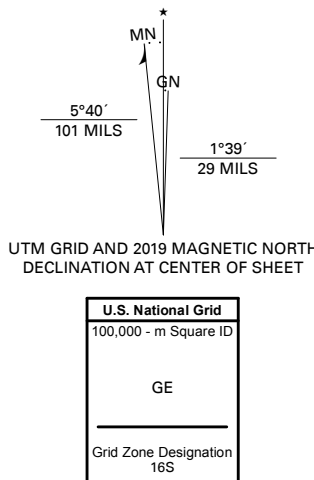 MN
GN
5°40´
101 MILS
1°39´
29 MILS
UTM GRID AND 2019 MAGNETIC NORTH
DECLINATION AT CENTER OF SHEET
U.S. National Grid
100,000 - m Square ID
GE
Grid Zone Designation
16S